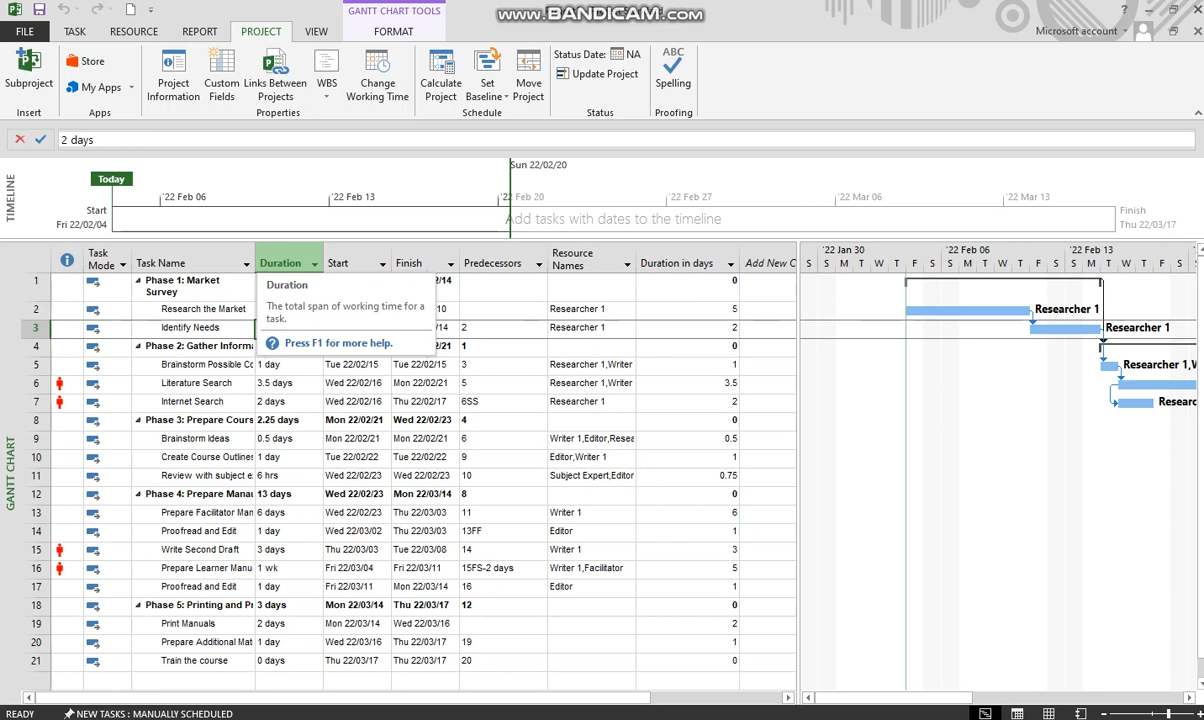 GANTT CHART TOOLS
www.BANDICAM.com
FILE TASK RESOURCE REPORT PROJECT VIEW FORMAT Microsoft account
Subproject Store My Apps Project Information Custom Fields Links Between Projects WBS Change Working Time Calculate Project Set Baseline Move Project Status Date: NA Update Project ABC Spelling
Insert Apps Properties Schedule Status Proofing
2 days
TIMELINE
Sun 22/02/20
Today
'22 Feb 06 '22 Feb 13 '22 Feb 20 '22 Feb 27 '22 Mar 06 '22 Mar 13
Start
Fri 22/02/04
Add tasks with dates to the timeline
Finish
Thu 22/03/17
GANTT CHART
Task Mode Task Name Duration Start Finish Predecessors Resource Names Duration in days Add New C
'22 Jan 30 '22 Feb 06 '22 Feb 13
S S M T W T F S S M T W T F S S M T W T F S
Duration
The total span of working time for a task.
Press F1 for more help.
1 Phase 1: Market Survey /14 0
2 Research the Market 10 Researcher 1 5 Researcher 1
3 Identify Needs /14 2 Researcher 1 2 Researcher 1
4 Phase 2: Gather Informa /21 1 0
5 Brainstorm Possible Co 1 day Tue 22/02/15 Tue 22/02/15 3 Researcher 1,Writer 1 Researcher 1,W
6 Literature Search 3.5 days Wed 22/02/16 Mon 22/02/21 5 Researcher 1,Writer 3.5
7 Internet Search 2 days Wed 22/02/16 Thu 22/02/17 6SS Researcher 1 2 Researc
8 Phase 3: Prepare Cours 2.25 days Mon 22/02/21 Wed 22/02/23 4 0
9 Brainstorm Ideas 0.5 days Mon 22/02/21 Mon 22/02/21 6 Writer 1,Editor,Resea 0.5
10 Create Course Outlines 1 day Tue 22/02/22 Tue 22/02/22 9 Editor,Writer 1 1
11 Review with subject e 6 hrs Wed 22/02/23 Wed 22/02/23 10 Subject Expert,Editor 0.75
12 Phase 4: Prepare Manu 13 days Wed 22/02/23 Mon 22/03/14 8 0
13 Prepare Facilitator Man 6 days Wed 22/02/23 Thu 22/03/03 11 Writer 1 6
14 Proofread and Edit 1 day Wed 22/03/02 Thu 22/03/03 13FF Editor 1
15 Write Second Draft 3 days Thu 22/03/03 Tue 22/03/08 14 Writer 1 3
16 Prepare Learner Manu 1 wk Fri 22/03/04 Fri 22/03/11 15FS-2 days Writer 1,Facilitator 5
17 Proofread and Edit 1 day Fri 22/03/11 Mon 22/03/14 16 Editor 1
18 Phase 5: Printing and Pr 3 days Mon 22/03/14 Thu 22/03/17 12 0
19 Print Manuals 2 days Mon 22/03/14 Wed 22/03/16 2
20 Prepare Additional Mat 1 day Wed 22/03/16 Thu 22/03/17 19 1
21 Train the course 0 days Thu 22/03/17 Thu 22/03/17 20 0
READY NEW TASKS : MANUALLY SCHEDULED